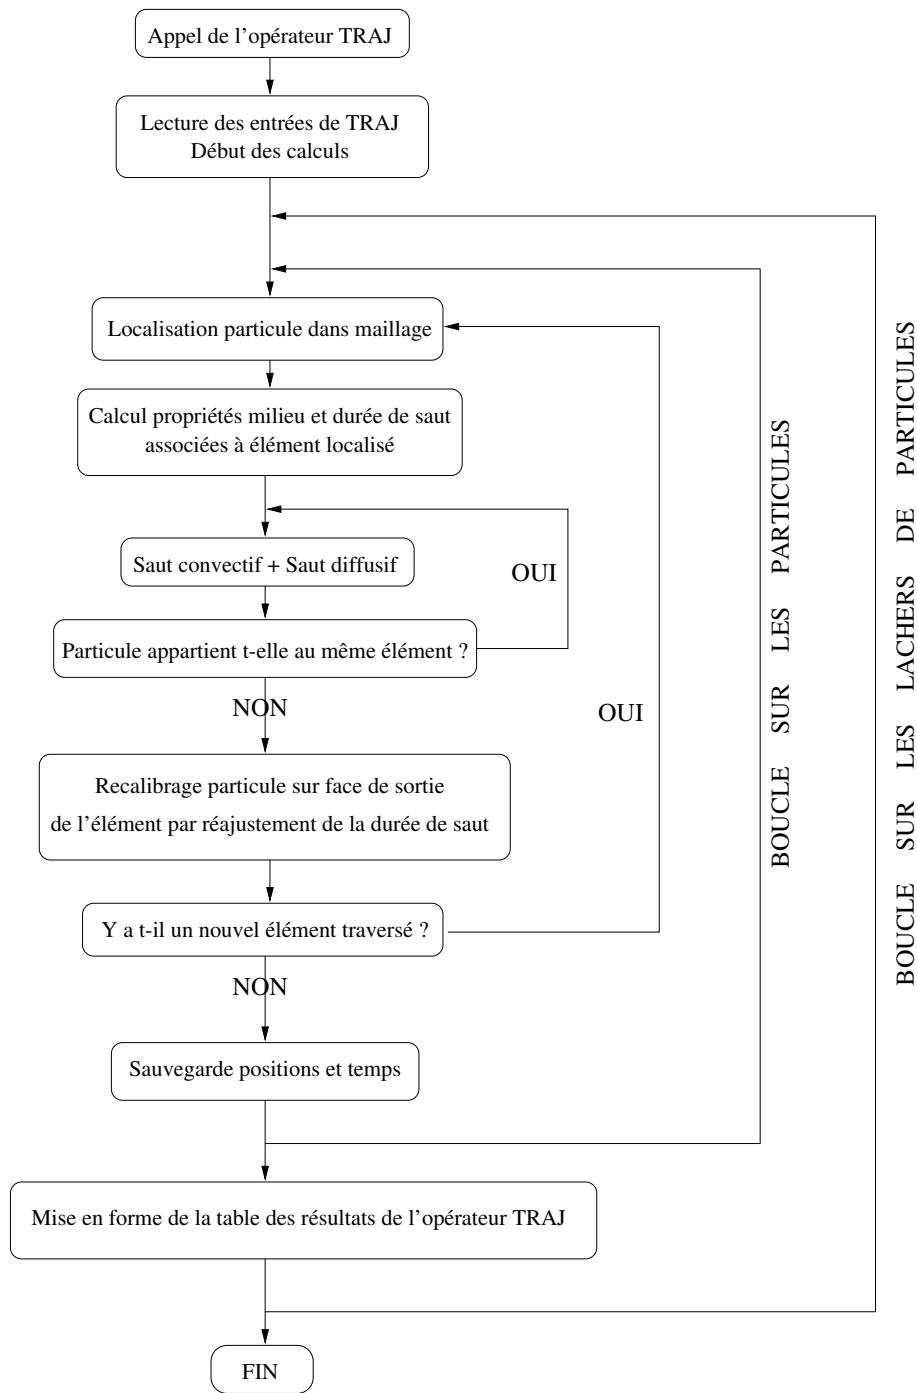 Appel de l'opérateur TRAJ
Lecture des entrées de TRAJ
Début des calculs
Localisation particule dans maillage
Calcul propriétés milieu et durée de saut
associées à élément localisé
Saut convectif + Saut diffusif
OUI
Particule appartient t-elle au même élément ?
NON
OUI
Recalibrage particule sur face de sortie
de l'élément par réajustement de la durée de saut
Y a t-il un nouvel élément traversé ?
NON
Sauvegarde positions et temps
Mise en forme de la table des résultats de l'opérateur TRAJ
FIN
BOUCLE SUR LES PARTICULES
BOUCLE SUR LES LACHERS DE PARTICULES